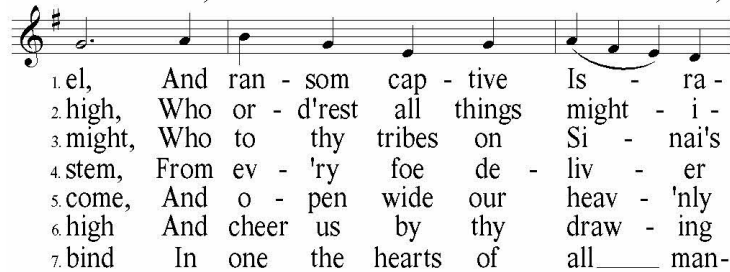 1. el, And ran - som cap - tive Is - ra -
2. high, Who or - d'rest all things might - i -
3. might, Who to thy tribes on Si - nai's
4. stem, From ev - 'ry foe de - liv - er
5. come, And o - pen wide our heav - 'nly
6. high And cheer us by thy draw - ing
7. bind In one the hearts of all____ man-